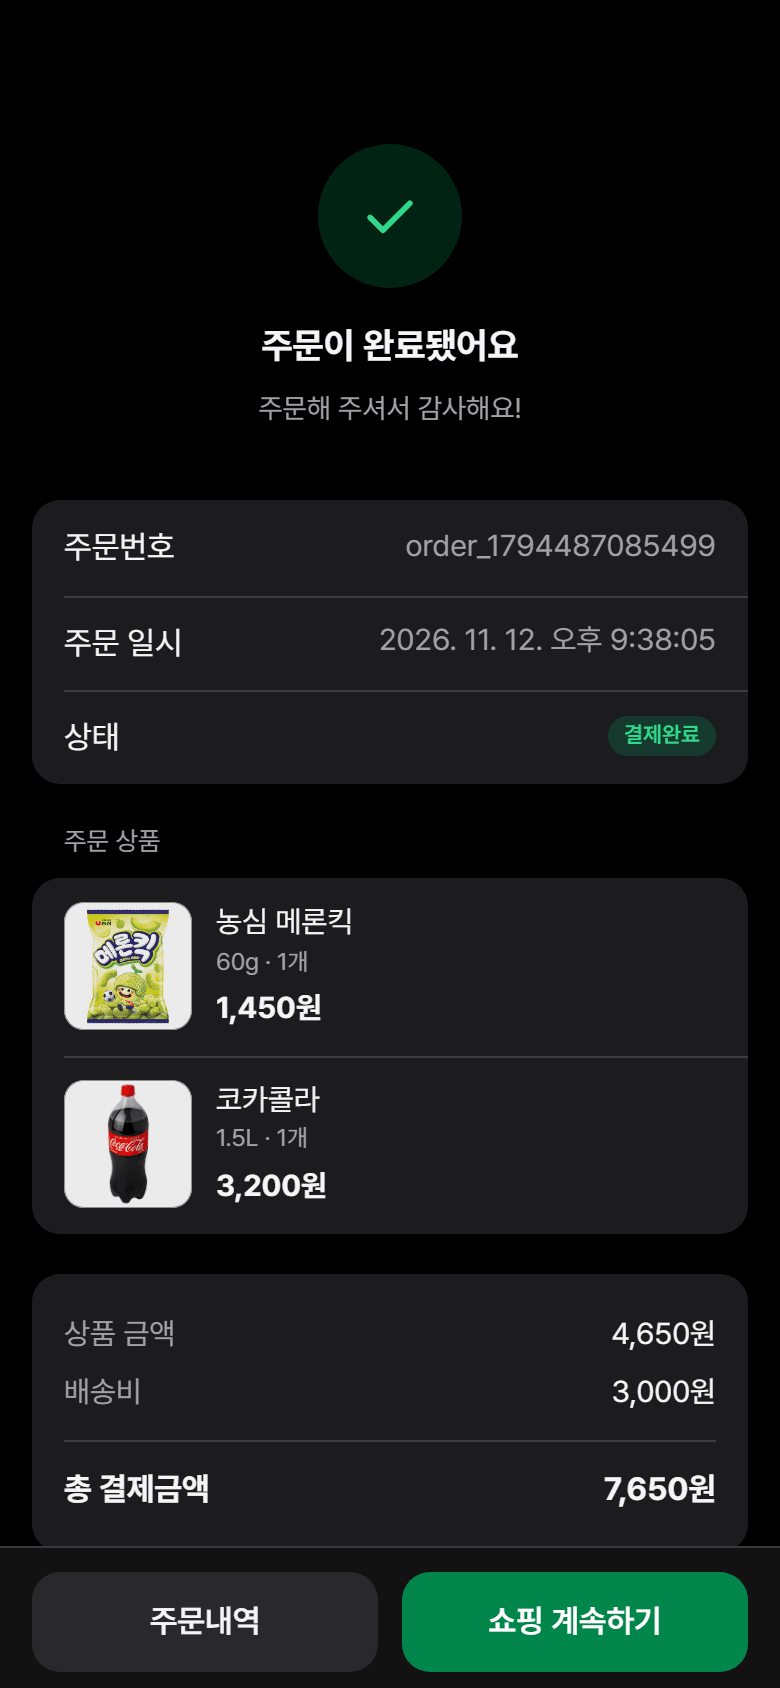 주문이 완료됐어요
주문해 주셔서 감사해요!
주문번호 order_1794487085499
주문 일시 2026. 11. 12. 오후 9:38:05
상태 결제완료
주문 상품
메론킥
농심 메론킥
60g · 1개
1,450원
Coca-Cola
코카콜라
1.5L · 1개
3,200원
상품 금액 4,650원
배송비 3,000원
총 결제금액 7,650원
주문내역 쇼핑 계속하기